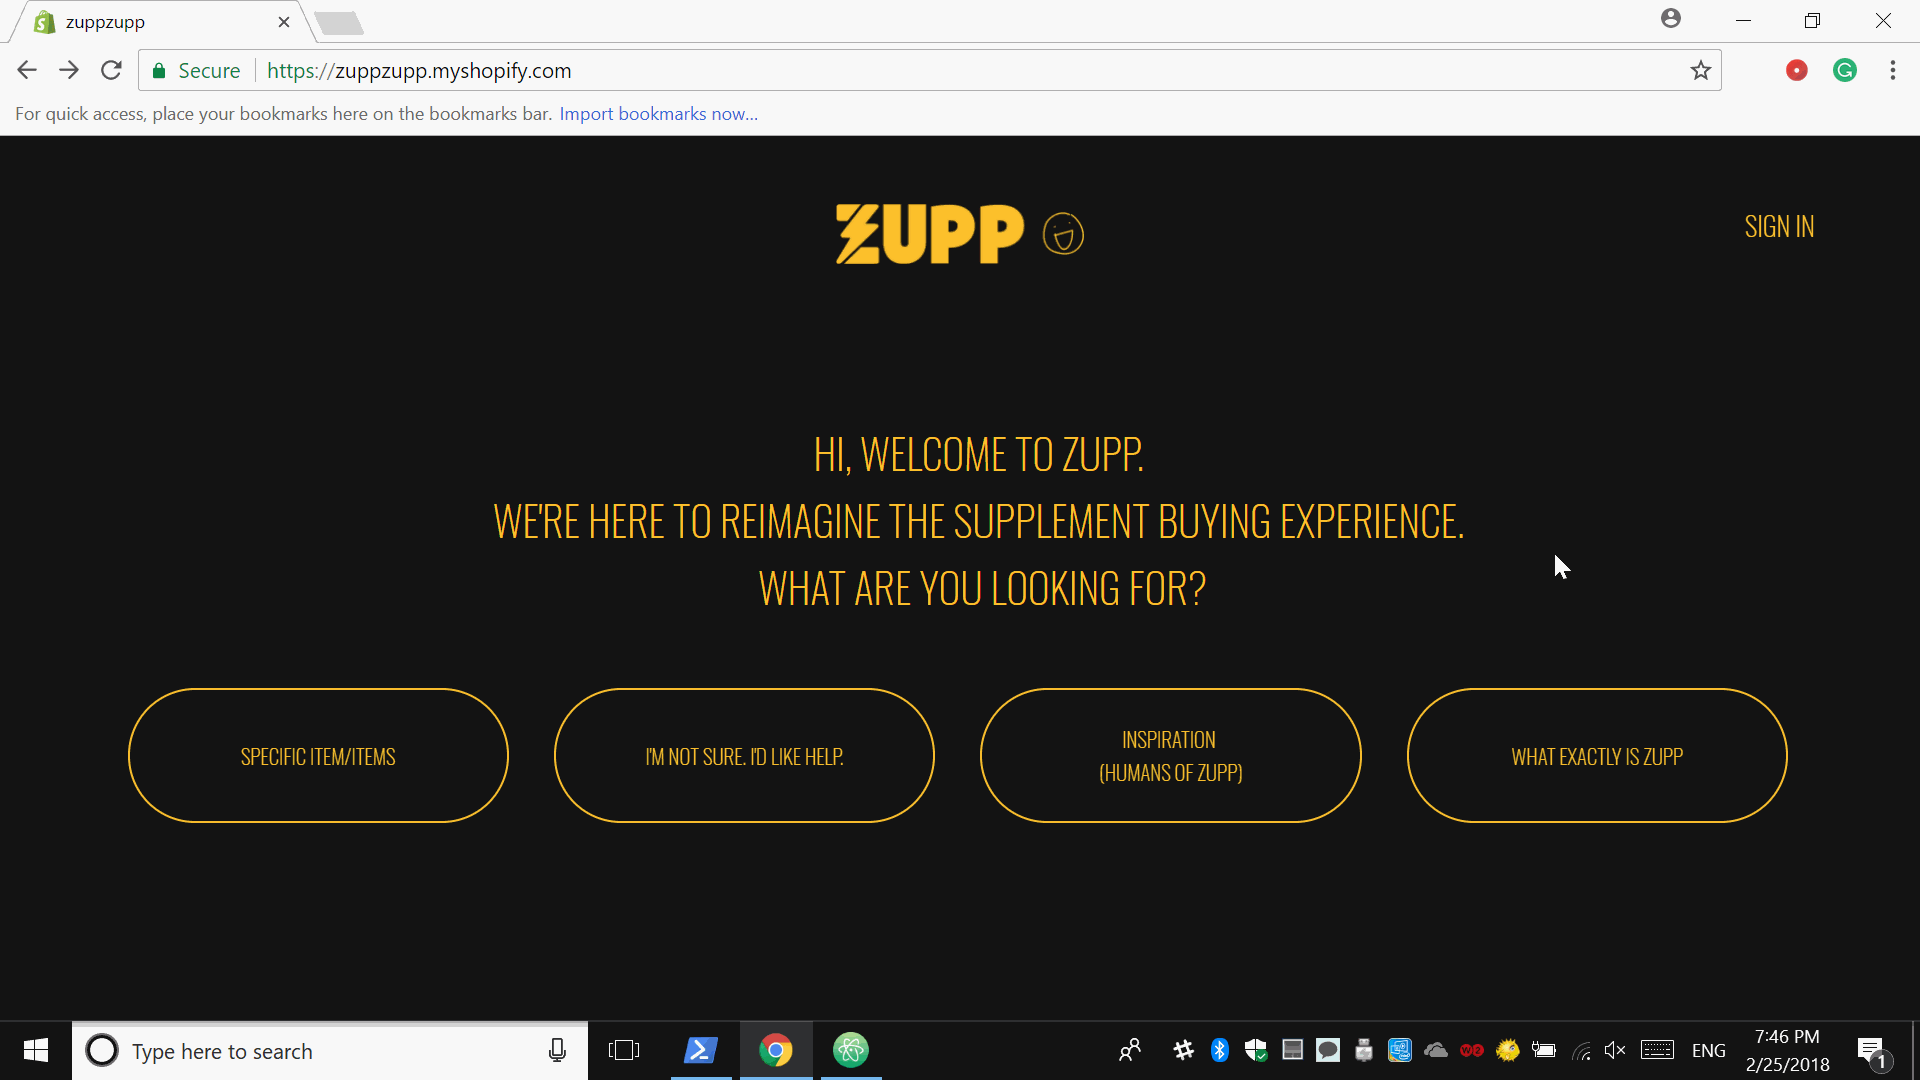 zuppzupp
Secure
https://zuppzupp.myshopify.com
For quick access, place your bookmarks here on the bookmarks bar. Import bookmarks now...
ZUPP
SIGN IN
HI, WELCOME TO ZUPP.
WE'RE HERE TO REIMAGINE THE SUPPLEMENT BUYING EXPERIENCE.
WHAT ARE YOU LOOKING FOR?
SPECIFIC ITEM/ITEMS
I'M NOT SURE. I'D LIKE HELP.
INSPIRATION
(HUMANS OF ZUPP)
WHAT EXACTLY IS ZUPP
Type here to search
ENG
7:46 PM
2/25/2018
1